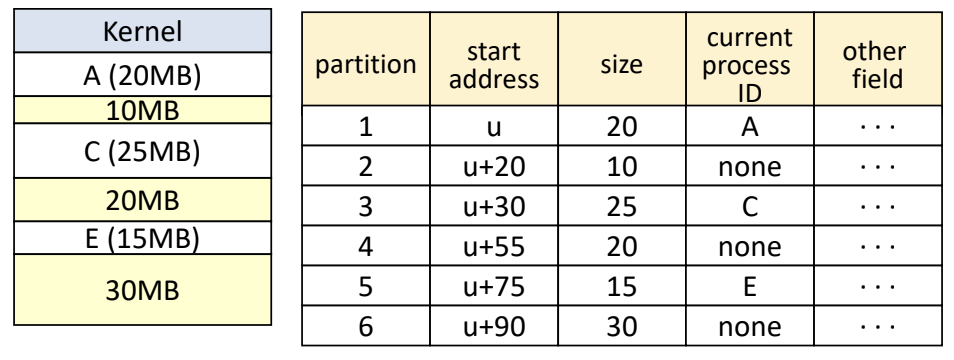 Kernel
A (20MB)
10MB
C (25MB)
20MB
E (15MB)
30MB
partition start address size current process ID other field
1 u 20 A ...
2 u+20 10 none ...
3 u+30 25 C ...
4 u+55 20 none ...
5 u+75 15 E ...
6 u+90 30 none ...